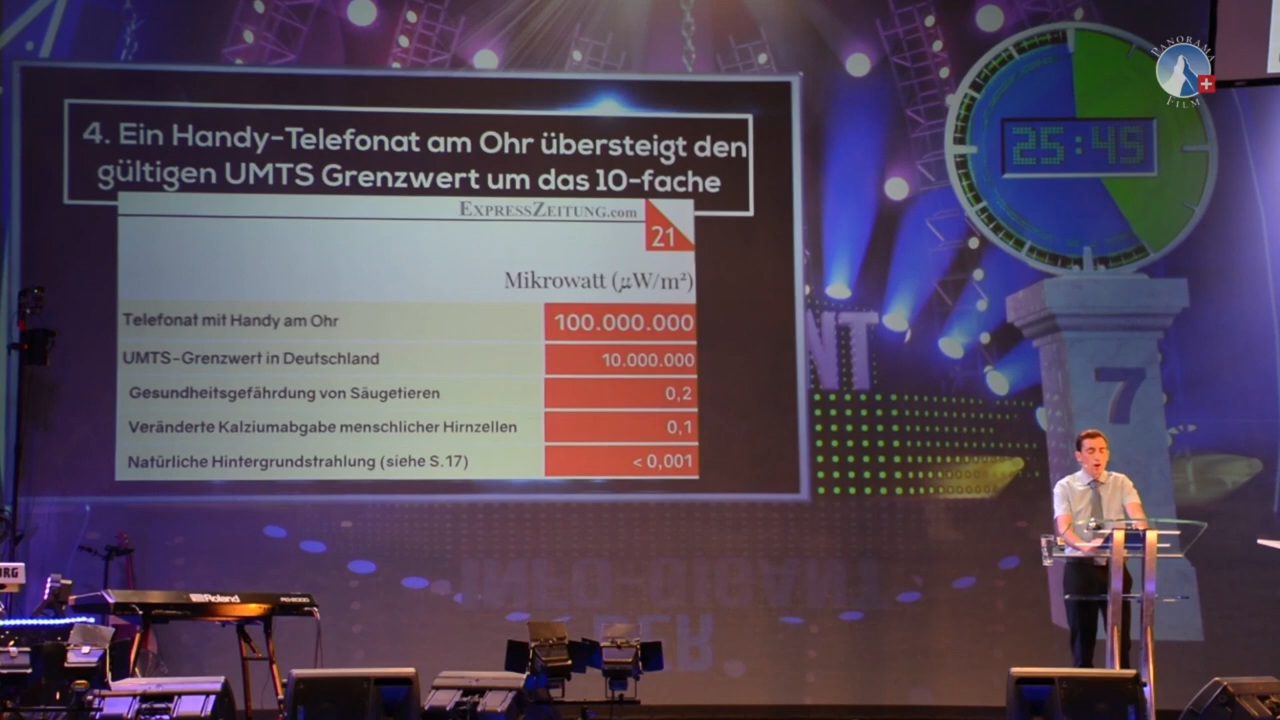 PANORAMA
FILM
25:49
4. Ein Handy-Telefonat am Ohr übersteigt den
gültigen UMTS Grenzwert um das 10-fache
EXPRESSZEITUNG.com
21
Mikrowatt (µW/m²)
Telefonat mit Handy am Ohr 100.000.000
UMTS-Grenzwert in Deutschland 10.000.000
Gesundheitsgefährdung von Säugetieren 0,2
Veränderte Kalziumabgabe menschlicher Hirnzellen 0,1
Natürliche Hintergrundstrahlung (siehe S.17) < 0,001
NT
7
Roland